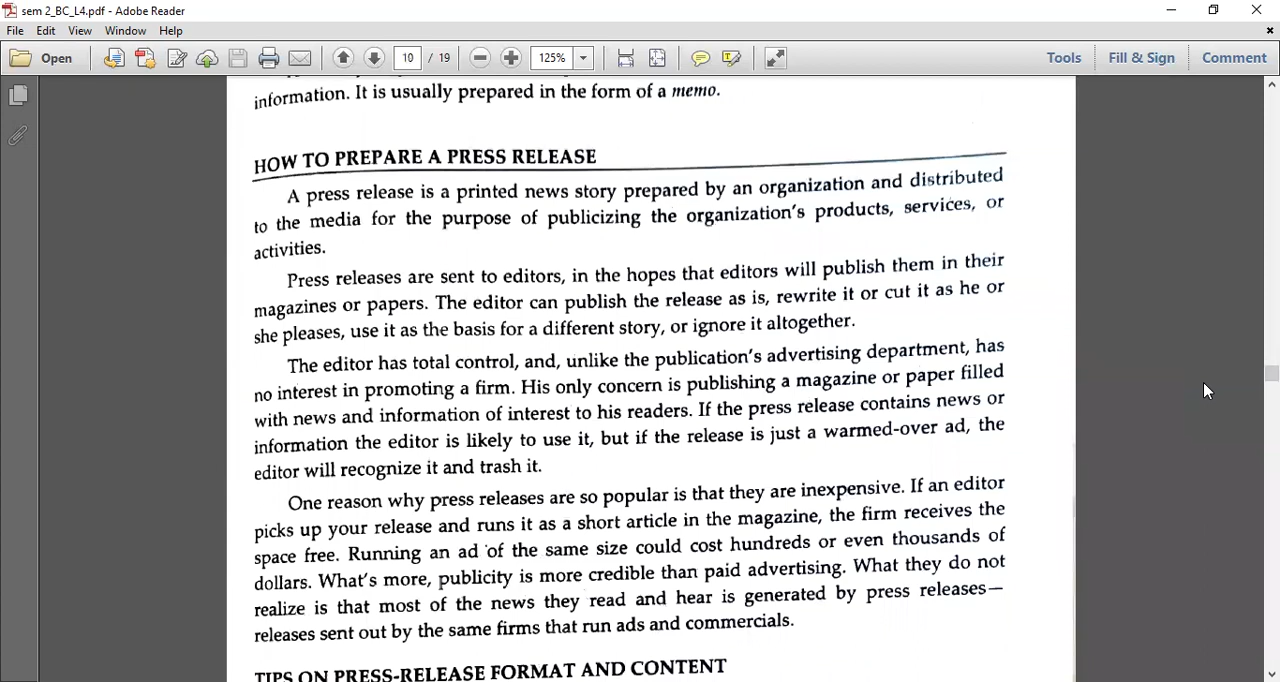 sem 2_BC_L4.pdf - Adobe Reader
File Edit View Window Help
Open 10 / 19 125% Tools Fill & Sign Comment
information. It is usually prepared in the form of a memo.
HOW TO PREPARE A PRESS RELEASE
A press release is a printed news story prepared by an organization and distributed
to the media for the purpose of publicizing the organization's products, services, or
activities.
Press releases are sent to editors, in the hopes that editors will publish them in their
magazines or papers. The editor can publish the release as is, rewrite it or cut it as he or
she pleases, use it as the basis for a different story, or ignore it altogether.
The editor has total control, and, unlike the publication's advertising department, has
no interest in promoting a firm. His only concern is publishing a magazine or paper filled
with news and information of interest to his readers. If the press release contains news or
information the editor is likely to use it, but if the release is just a warmed-over ad, the
editor will recognize it and trash it.
One reason why press releases are so popular is that they are inexpensive. If an editor
picks up your release and runs it as a short article in the magazine, the firm receives the
space free. Running an ad of the same size could cost hundreds or even thousands of
dollars. What's more, publicity is more credible than paid advertising. What they do not
realize is that most of the news they read and hear is generated by press releases—
releases sent out by the same firms that run ads and commercials.
TIPS ON PRESS-RELEASE FORMAT AND CONTENT